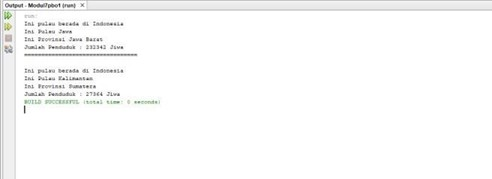 Output - Modul7pbo1 (run) ×
run:
Ini pulau berada di Indonesia
Ini Pulau Jawa
Ini Provinsi Jawa Barat
Jumlah Penduduk : 232342 Jiwa
================================
Ini pulau berada di Indonesia
Ini Pulau Kalimantan
Ini Provinsi Sumatera
Jumlah Penduduk : 27364 Jiwa
BUILD SUCCESSFUL (total time: 0 seconds)